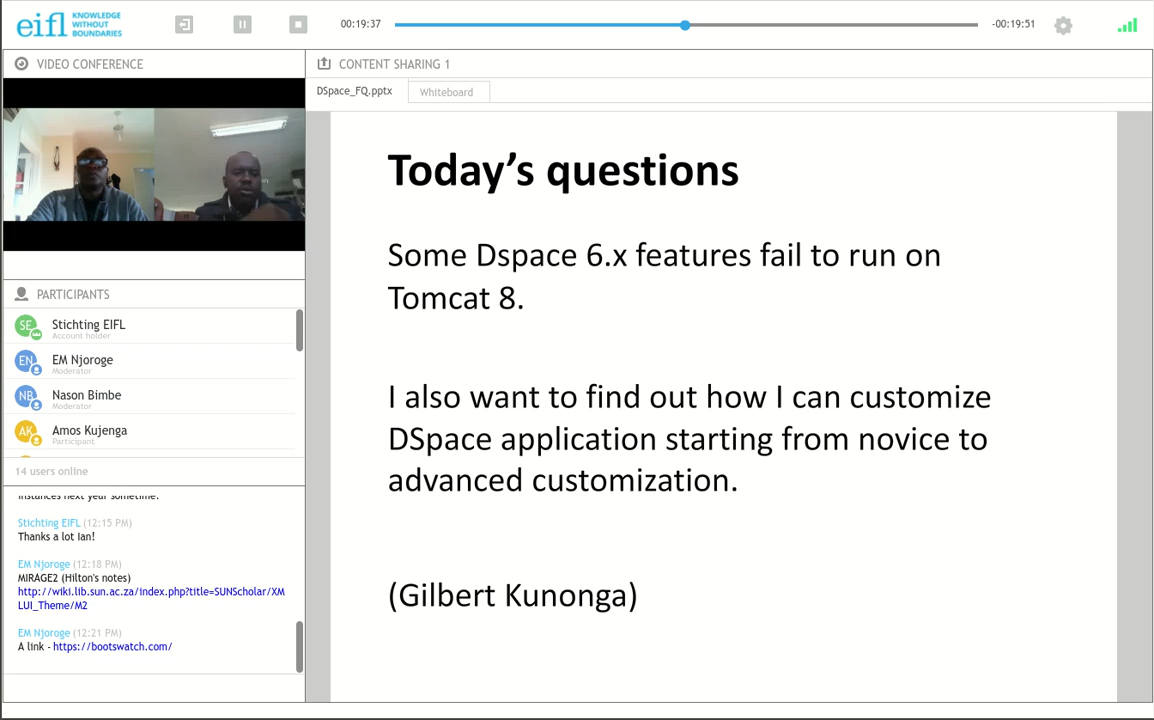 eifl KNOWLEDGE
WITHOUT
BOUNDARIES
00:19:37
-00:19:51
VIDEO CONFERENCE
CONTENT SHARING 1
DSpace_FQ.pptx
Whiteboard
PARTICIPANTS
SE Stichting EIFL
Account holder
EN EM Njoroge
Moderator
NB Nason Bimbe
Moderator
AK Amos Kujenga
Participant
14 users online
instances next year sometime.
Stichting EIFL (12:15 PM)
Thanks a lot Ian!
EM Njoroge (12:18 PM)
MIRAGE2 (Hilton's notes)
http://wiki.lib.sun.ac.za/index.php?title=SUNScholar/XM
LUI_Theme/M2
EM Njoroge (12:21 PM)
A link - https://bootswatch.com/
Today's questions
Some Dspace 6.x features fail to run on
Tomcat 8.
I also want to find out how I can customize
DSpace application starting from novice to
advanced customization.
(Gilbert Kunonga)